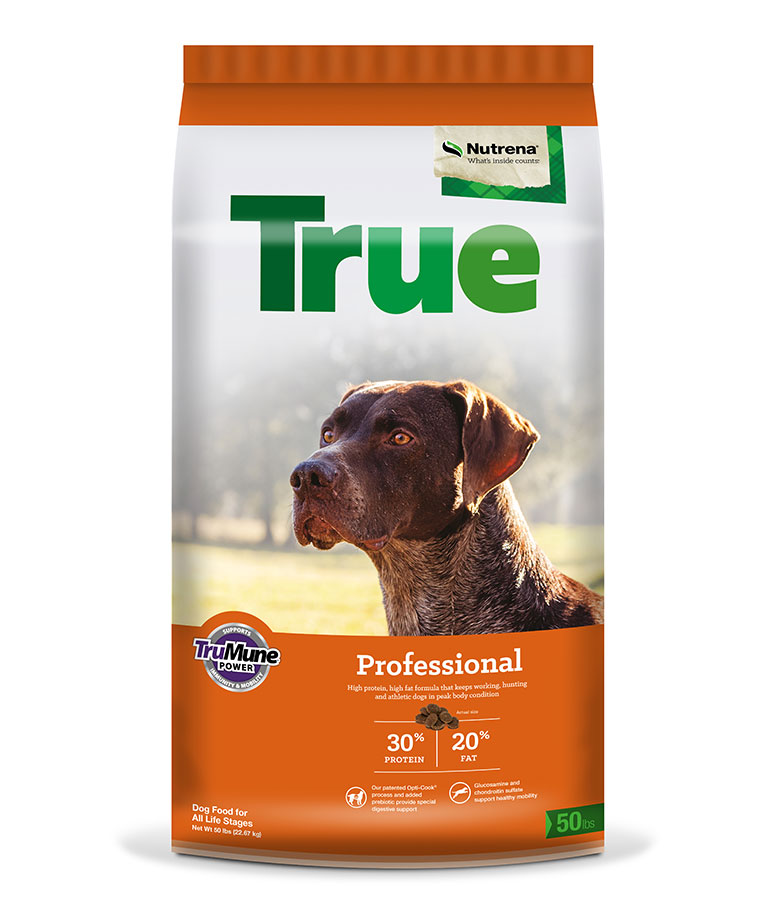 Nutrena®
What's inside counts.®
True
SUPPORTS
TruMune
POWER
IMMUNITY & MOBILITY
Professional
High protein, high fat formula that keeps working, hunting
and athletic dogs in peak body condition
Actual size
30%
PROTEIN
20%
FAT
Our patented Opti-Cook®
process and added
prebiotic provide special
digestive support
Glucosamine and
chondroitin sulfate
support healthy mobility
Dog Food for
All Life Stages
Net Wt 50 lbs (22.67 kg)
50 lbs